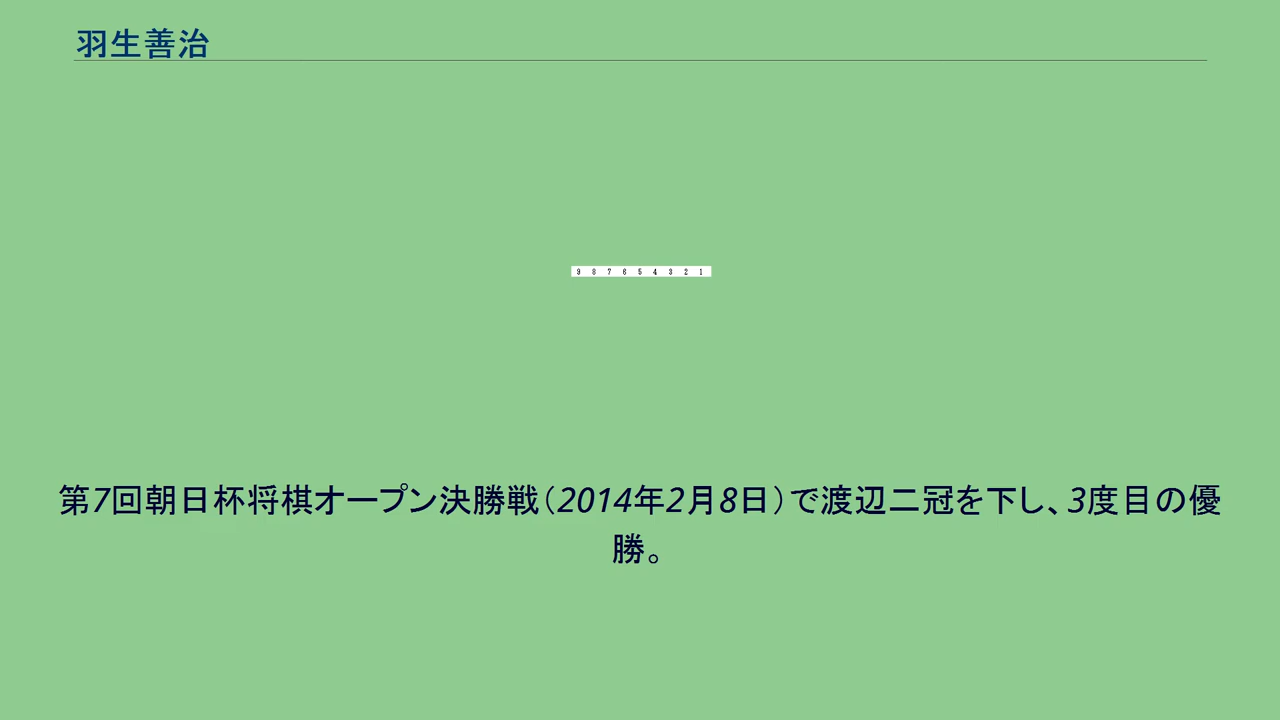 羽生善治
9 8 7 6 5 4 3 2 1
第7回朝日杯将棋オープン決勝戦（2014年2月8日）で渡辺二冠を下し、3度目の優
勝。